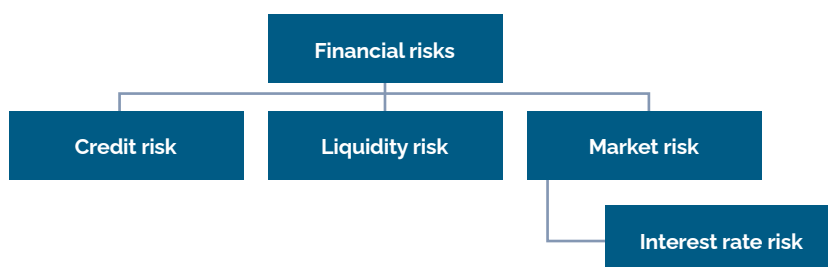 Financial risks
Credit risk
Liquidity risk
Market risk
Interest rate risk